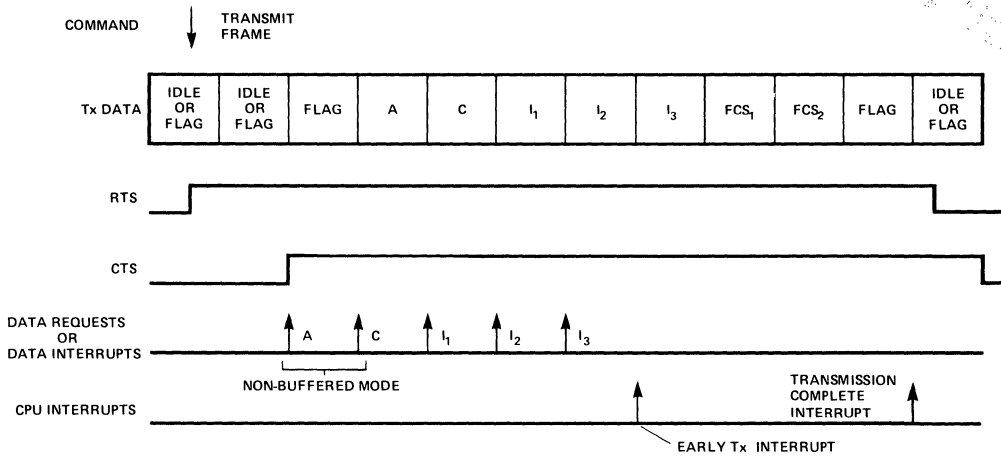 COMMAND
TRANSMIT
FRAME
Tx DATA
IDLE
OR
FLAG
IDLE
OR
FLAG
FLAG
A
C
I₁
I₂
I₃
FCS₁
FCS₂
FLAG
IDLE
OR
FLAG
RTS
CTS
DATA REQUESTS
OR
DATA INTERRUPTS
A
C
I₁
I₂
I₃
NON-BUFFERED MODE
CPU INTERRUPTS
TRANSMISSION
COMPLETE
INTERRUPT
EARLY Tx INTERRUPT